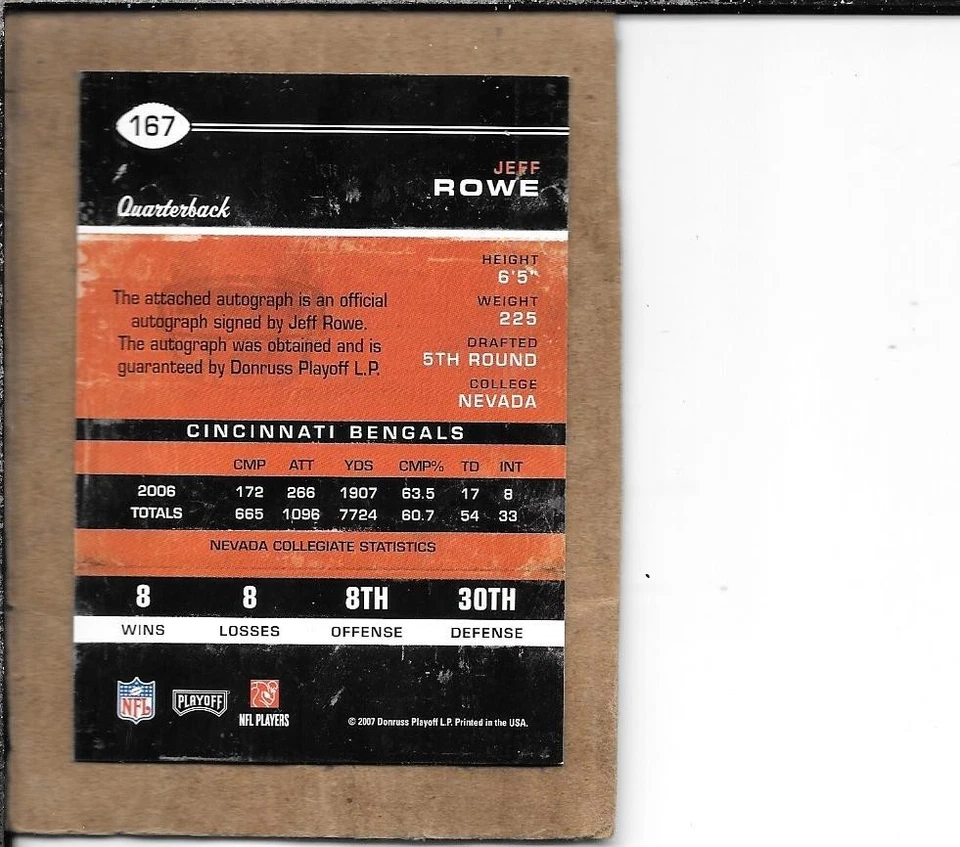 167
JEFF
ROWE
Quarterback
HEIGHT
6'5"
WEIGHT
225
DRAFTED
5TH ROUND
COLLEGE
NEVADA
The attached autograph is an official
autograph signed by Jeff Rowe.
The autograph was obtained and is
guaranteed by Donruss Playoff L.P.
CINCINNATI BENGALS
CMP ATT YDS CMP% TD INT
2006 172 266 1907 63.5 17 8
TOTALS 665 1096 7724 60.7 54 33
NEVADA COLLEGIATE STATISTICS
8 8 8TH 30TH
WINS LOSSES OFFENSE DEFENSE
NFL PLAYOFF NFL PLAYERS
© 2007 Donruss Playoff L.P. Printed in the USA.